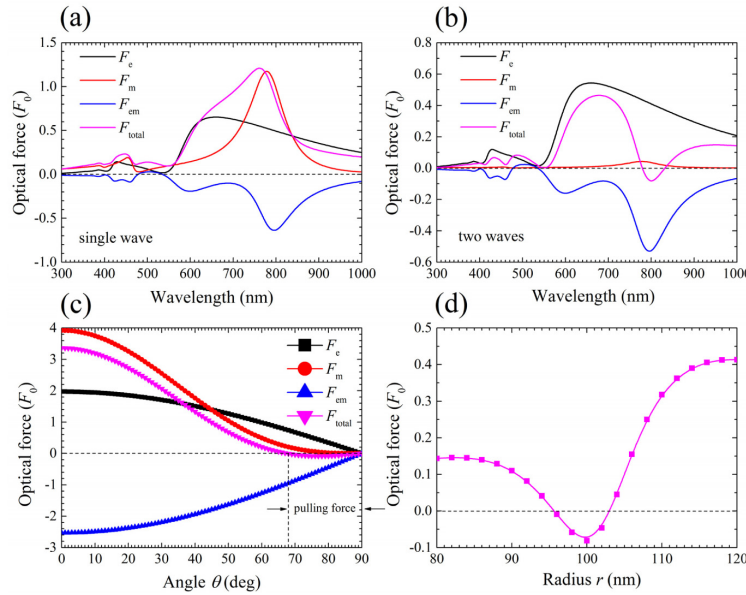 (a)
1.5
1.0
0.5
0.0
-0.5
-1.0
Optical force (F₀)
Fₑ
Fₘ
Fₑₘ
Fₜₒₜₐₗ
single wave
300 400 500 600 700 800 900 1000
Wavelength (nm)
(b)
0.8
0.6
0.4
0.2
0.0
-0.2
-0.4
-0.6
Optical force (F₀)
Fₑ
Fₘ
Fₑₘ
Fₜₒₜₐₗ
two waves
300 400 500 600 700 800 900 1000
Wavelength (nm)
(c)
4
3
2
1
0
-1
-2
-3
Optical force (F₀)
Fₑ
Fₘ
Fₑₘ
Fₜₒₜₐₗ
pulling force
0 10 20 30 40 50 60 70 80 90
Angle θ (deg)
(d)
0.5
0.4
0.3
0.2
0.1
0.0
-0.1
Optical force (F₀)
80 90 100 110 120
Radius r (nm)